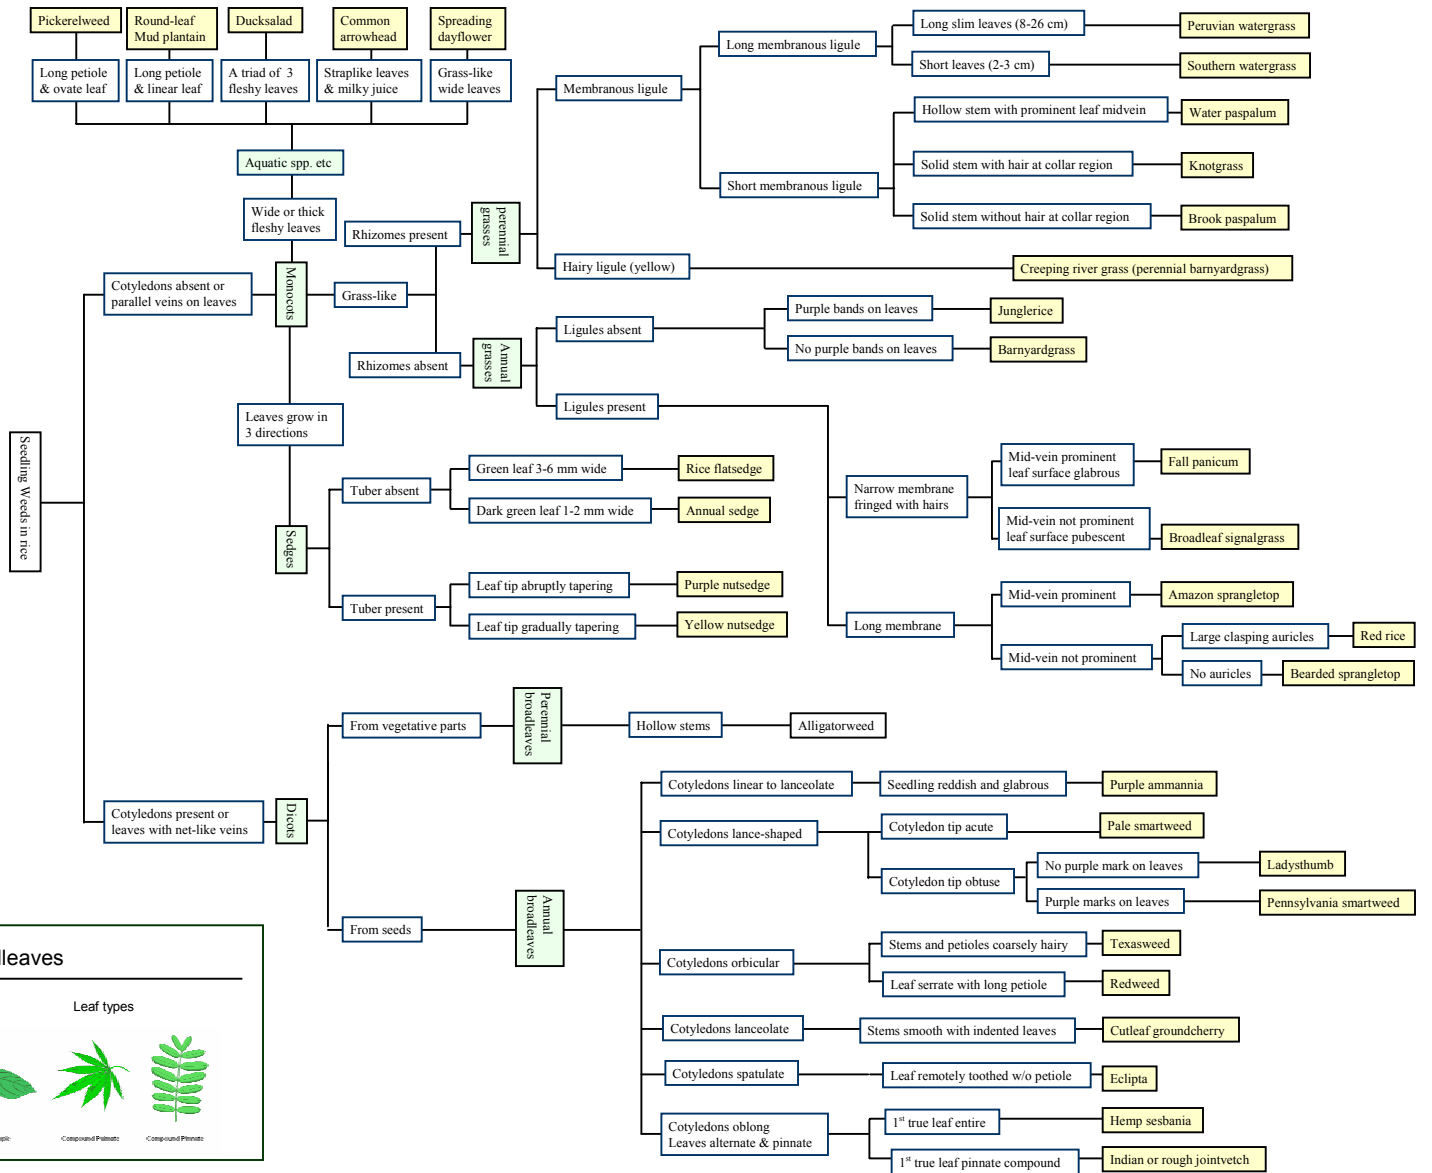 Pickerelweed
Round-leaf
Mud plantain
Ducksalad
Common
arrowhead
Spreading
dayflower
Long petiole
& ovate leaf
Long petiole
& linear leaf
A triad of 3
fleshy leaves
Straplike leaves
& milky juice
Grass-like
wide leaves
Aquatic spp. etc
Wide or thick
fleshy leaves
Seedling Weeds in rice
Cotyledons absent or
parallel veins on leaves
Monocots
Grass-like
Rhizomes present
perennial
grasses
Membranous ligule
Long membranous ligule
Long slim leaves (8-26 cm)
Peruvian watergrass
Short leaves (2-3 cm)
Southern watergrass
Short membranous ligule
Hollow stem with prominent leaf midvein
Water paspalum
Solid stem with hair at collar region
Knotgrass
Solid stem without hair at collar region
Brook paspalum
Hairy ligule (yellow)
Creeping river grass (perennial barnyardgrass)
Rhizomes absent
Annual
grasses
Ligules absent
Purple bands on leaves
Junglerice
No purple bands on leaves
Barnyardgrass
Ligules present
Narrow membrane
fringed with hairs
Mid-vein prominent
leaf surface glabrous
Fall panicum
Mid-vein not prominent
leaf surface pubescent
Broadleaf signalgrass
Long membrane
Mid-vein prominent
Amazon sprangletop
Mid-vein not prominent
Large clasping auricles
Red rice
No auricles
Bearded sprangletop
Leaves grow in
3 directions
Sedges
Tuber absent
Green leaf 3-6 mm wide
Rice flatsedge
Dark green leaf 1-2 mm wide
Annual sedge
Tuber present
Leaf tip abruptly tapering
Purple nutsedge
Leaf tip gradually tapering
Yellow nutsedge
Cotyledons present or
leaves with net-like veins
Dicots
From vegetative parts
Perennial
broadleaves
Hollow stems
Alligatorweed
From seeds
Annual
broadleaves
Cotyledons linear to lanceolate
Seedling reddish and glabrous
Purple ammannia
Cotyledons lance-shaped
Cotyledon tip acute
Pale smartweed
Cotyledon tip obtuse
No purple mark on leaves
Ladysthumb
Purple marks on leaves
Pennsylvania smartweed
Cotyledons orbicular
Stems and petioles coarsely hairy
Texasweed
Leaf serrate with long petiole
Redweed
Cotyledons lanceolate
Stems smooth with indented leaves
Cutleaf groundcherry
Cotyledons spatulate
Leaf remotely toothed w/o petiole
Eclipta
Cotyledons oblong
Leaves alternate & pinnate
1st true leaf entire
Hemp sesbania
1st true leaf pinnate compound
Indian or rough jointvetch
lleaves
Leaf types
Compound Palmate
Compound Pinnate